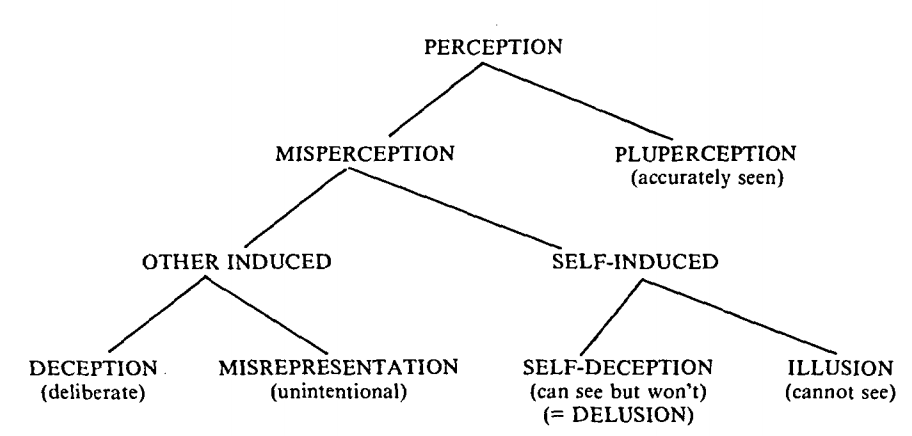 PERCEPTION
MISPERCEPTION
PLUPERCEPTION
(accurately seen)
OTHER INDUCED
SELF-INDUCED
DECEPTION
(deliberate)
MISREPRESENTATION
(unintentional)
SELF-DECEPTION
(can see but won't)
(= DELUSION)
ILLUSION
(cannot see)